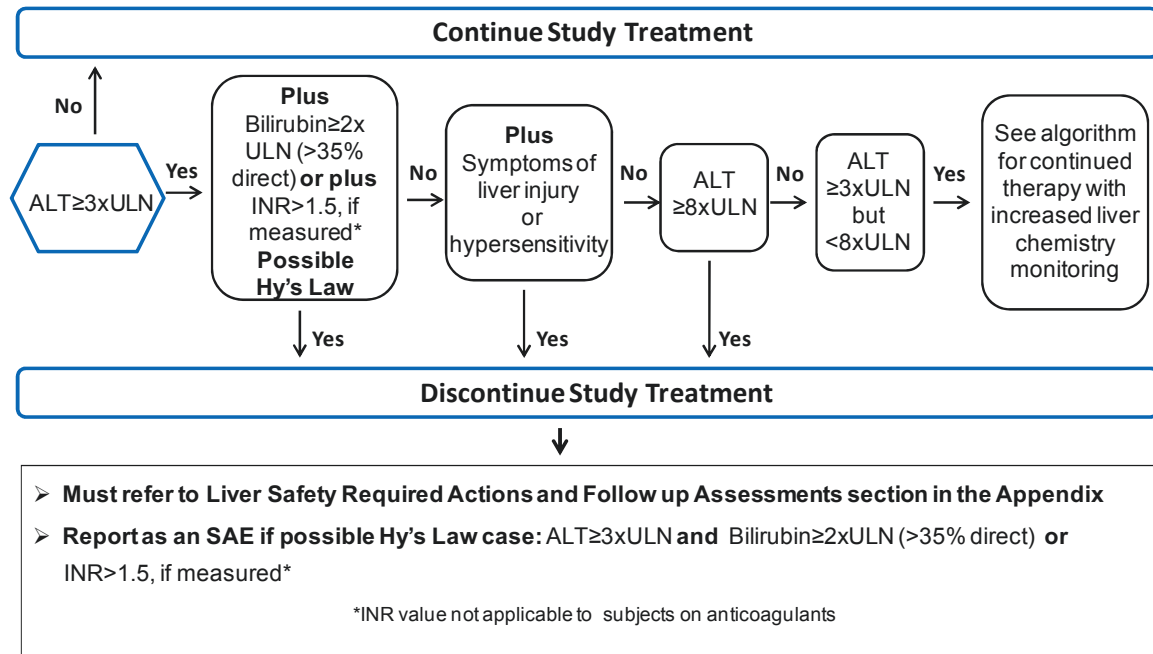 Continue Study Treatment
No
ALT≥3xULN
Yes
Plus
Bilirubin≥2x
ULN (>35%
direct) or plus
INR>1.5, if
measured*
Possible
Hy's Law
No
Plus
Symptoms of
liver injury
or
hypersensitivity
No
ALT
≥8xULN
No
ALT
≥3xULN
but
<8xULN
Yes
See algorithm
for continued
therapy with
increased liver
chemistry
monitoring
Yes
Yes
Yes
Discontinue Study Treatment
➢ Must refer to Liver Safety Required Actions and Follow up Assessments section in the Appendix
➢ Report as an SAE if possible Hy's Law case: ALT≥3xULN and Bilirubin≥2xULN (>35% direct) or
INR>1.5, if measured*
*INR value not applicable to subjects on anticoagulants